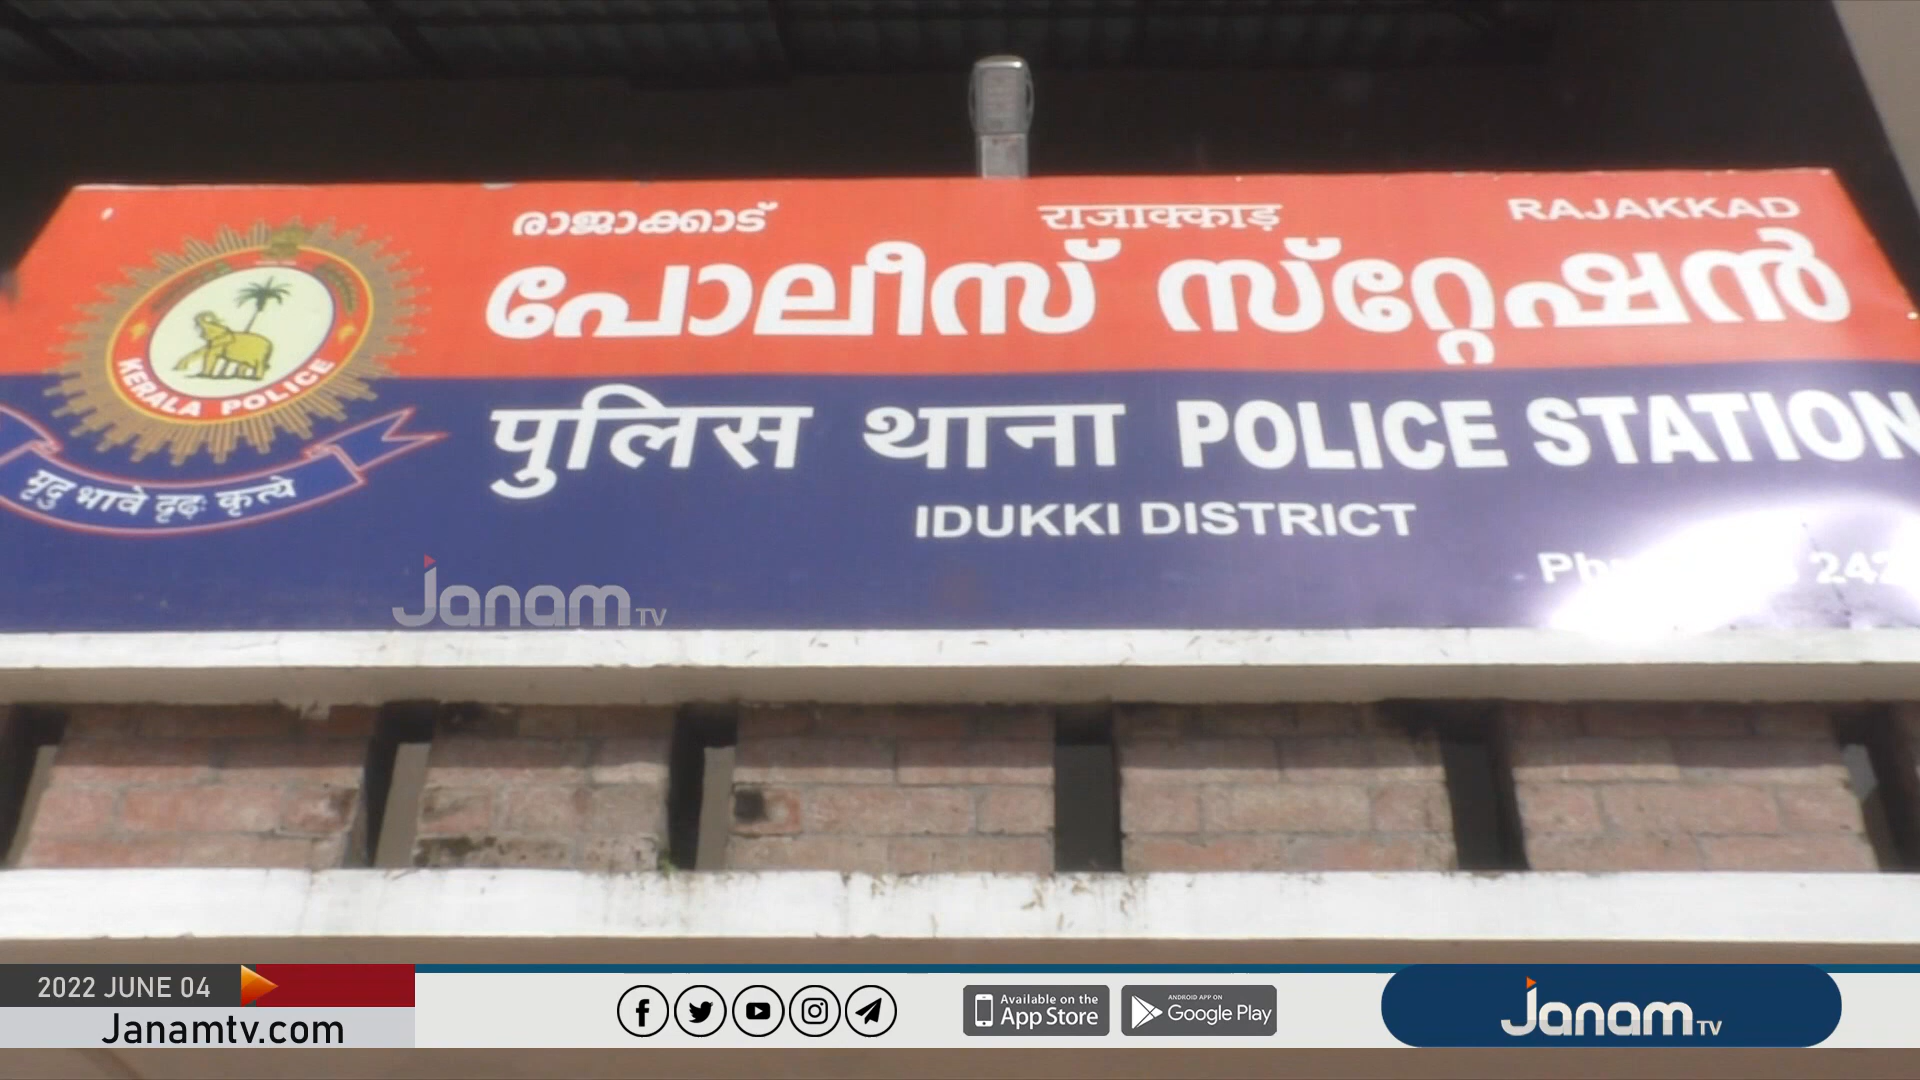 രാജാക്കാട് राजाक्काड़ RAJAKKAD
പോലീസ് സ്റ്റേഷൻ
KERALA POLICE
पुलिस थाना POLICE STATION
मृदु भावे दृढः कृत्ये
IDUKKI DISTRICT
Janam TV
2022 JUNE 04
Janamtv.com
Available on the App Store
ANDROID APP ON Google Play
Janam TV